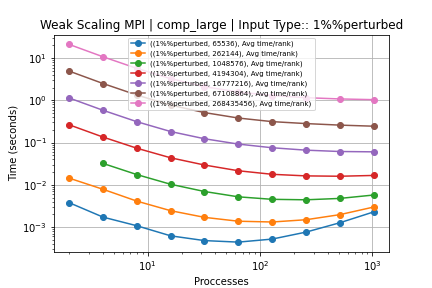 Weak Scaling MPI | comp_large | Input Type:: 1%%perturbed
((1%%perturbed, 65536), Avg time/rank)
((1%%perturbed, 262144), Avg time/rank)
((1%%perturbed, 1048576), Avg time/rank)
((1%%perturbed, 4194304), Avg time/rank)
((1%%perturbed, 16777216), Avg time/rank)
((1%%perturbed, 67108864), Avg time/rank)
((1%%perturbed, 268435456), Avg time/rank)
Time (seconds)
10¹
10⁰
10⁻¹
10⁻²
10⁻³
10¹
10²
10³
Proccesses